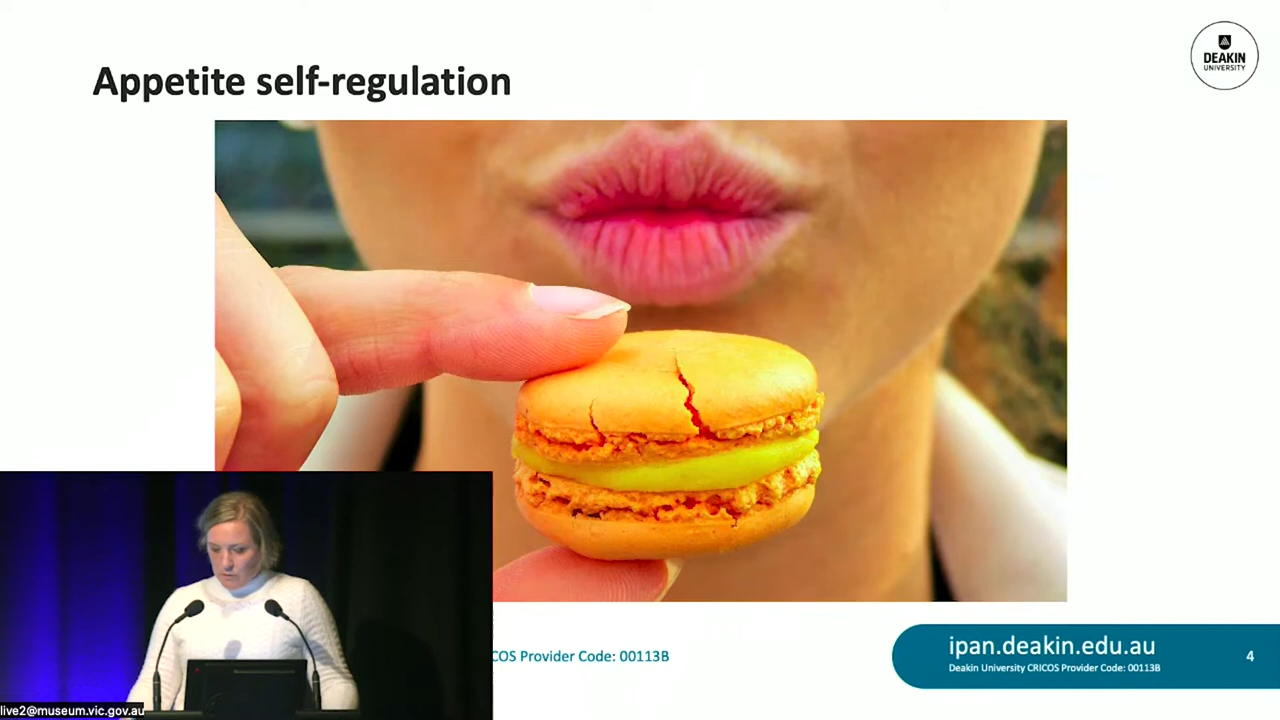 DEAKIN
UNIVERSITY
Appetite self-regulation
COS Provider Code: 00113B
ipan.deakin.edu.au
Deakin University CRICOS Provider Code: 00113B
4
live2@museum.vic.gov.au